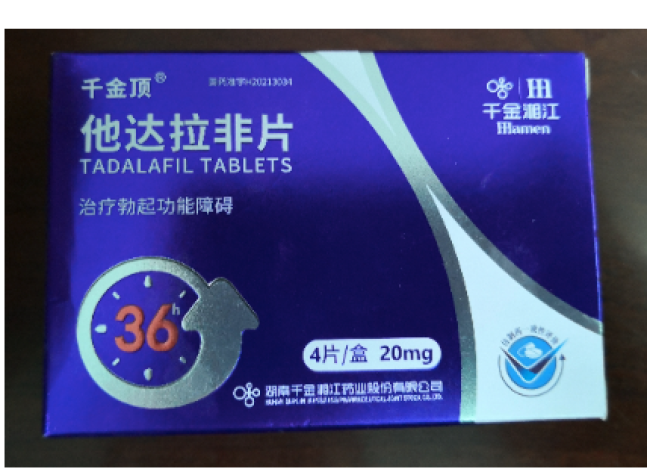 千金顶®
国药准字H20213034
千金湘江
Hamen
他达拉非片
TADALAFIL TABLETS
治疗勃起功能障碍
36h
4片/盒 20mg
湖南千金湘江药业股份有限公司